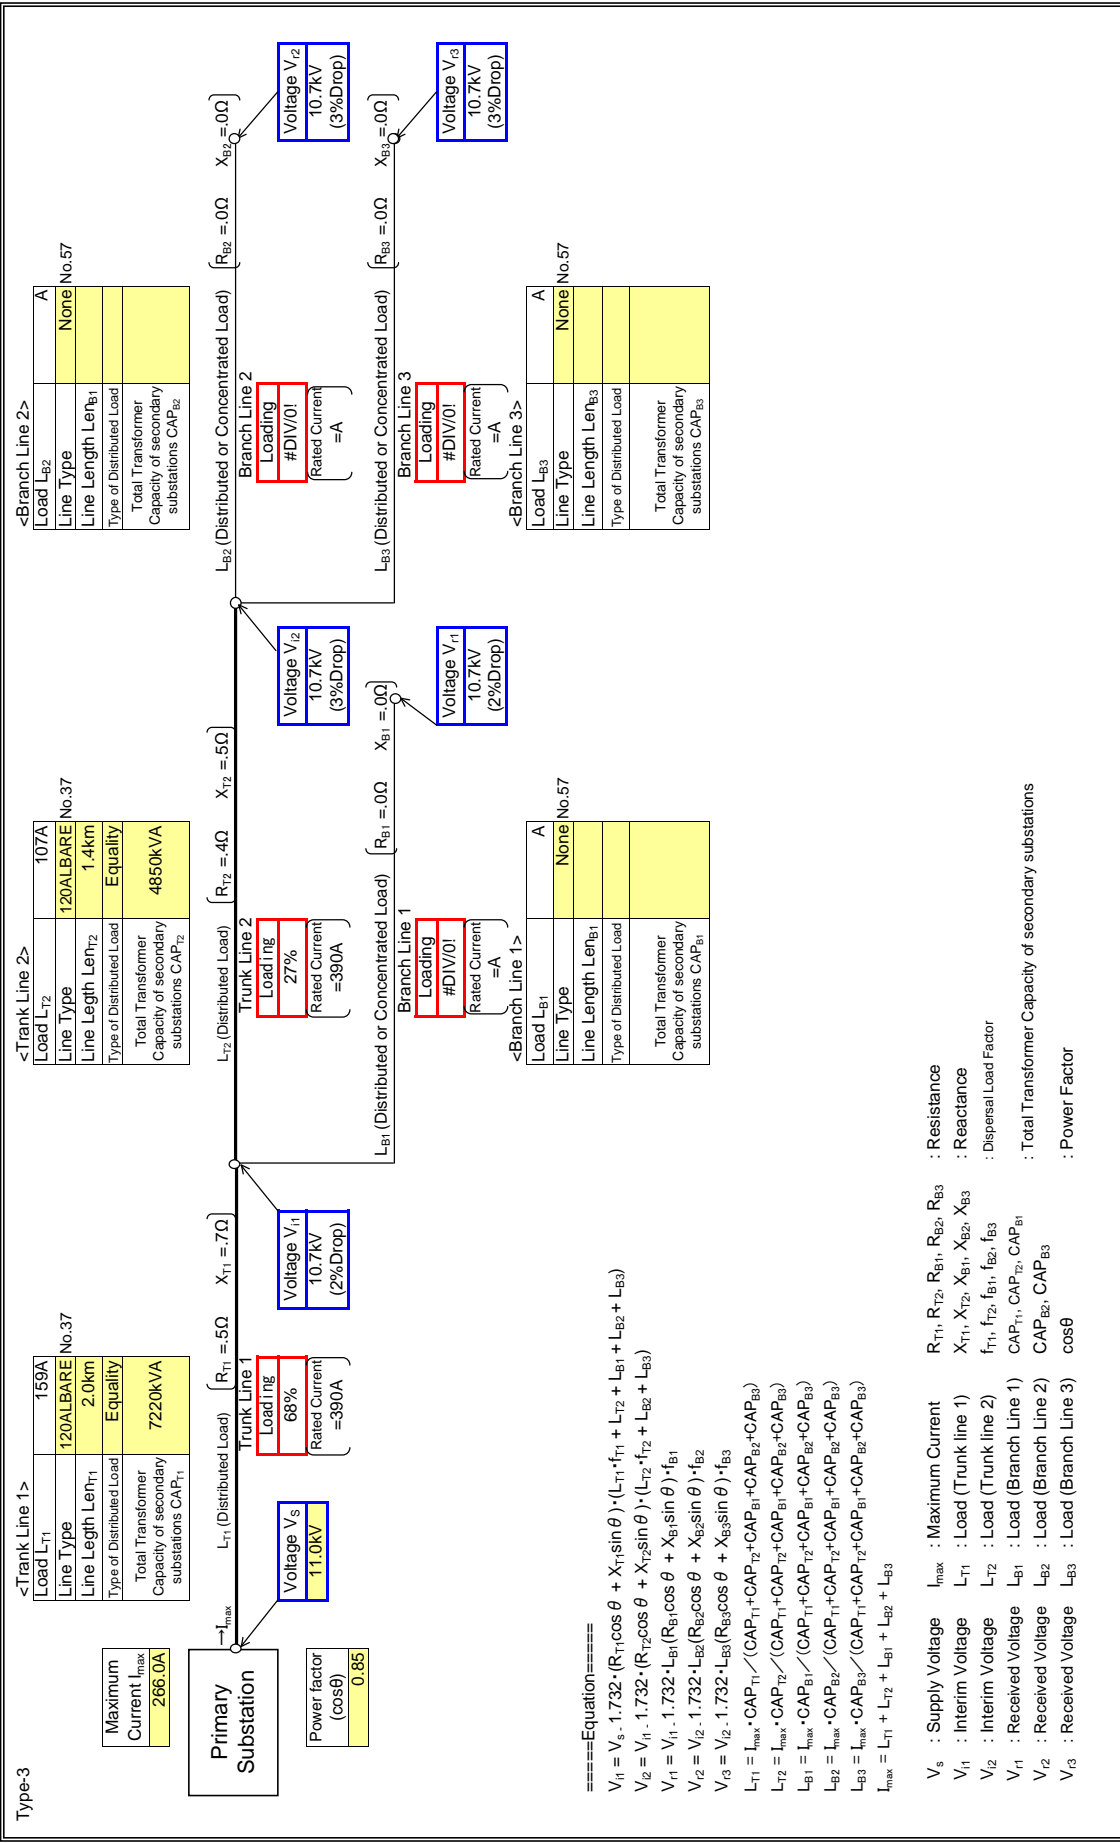 Type-3
Maximum
Current Imax
266.0A
Primary
Substation
Power factor
(cosθ)
0.85
→Imax
Voltage VS
11.0kV
<Trank Line 1>
Load LT1 159A
Line Type 120ALBARE No.37
Line Legth LenT1 2.0km
Type of Distributed Load Equality
Total Transformer
Capacity of secondary
substations CAPT1
7220kVA
LT1 (Distributed Load) RT1 =.5Ω XT1 =.7Ω
Trunk Line 1
Loading
68%
Rated Current
=390A
Voltage Vi1
10.7kV
(2%Drop)
<Trank Line 2>
Load LT2 107A
Line Type 120ALBARE No.37
Line Legth LenT2 1.4km
Type of Distributed Load Equality
Total Transformer
Capacity of secondary
substations CAPT2
4850kVA
LT2 (Distributed Load) RT2 =.4Ω XT2 =.5Ω
Trunk Line 2
Loading
27%
Rated Current
=390A
Voltage Vi2
10.7kV
(3%Drop)
LB1 (Distributed or Concentrated Load) RB1 =.0Ω XB1 =.0Ω
Branch Line 1
Loading
#DIV/0!
Rated Current
=A
Voltage Vr1
10.7kV
(2%Drop)
<Branch Line 1>
Load LB1 A
Line Type None No.57
Line Length LenB1
Type of Distributed Load
Total Transformer
Capacity of secondary
substations CAPB1
<Branch Line 2>
Load LB2 A
Line Type None No.57
Line Length LenB1
Type of Distributed Load
Total Transformer
Capacity of secondary
substations CAPB2
LB2 (Distributed or Concentrated Load) RB2 =.0Ω XB2 =.0Ω
Branch Line 2
Loading
#DIV/0!
Rated Current
=A
Voltage Vr2
10.7kV
(3%Drop)
LB3 (Distributed or Concentrated Load) RB3 =.0Ω XB3 =.0Ω
Branch Line 3
Loading
#DIV/0!
Rated Current
=A
Voltage Vr3
10.7kV
(3%Drop)
<Branch Line 3>
Load LB3 A
Line Type None No.57
Line Length LenB3
Type of Distributed Load
Total Transformer
Capacity of secondary
substations CAPB3
=====Equation=====
Vi1 = Vs - 1.732・(RT1cos θ + XT1sin θ)・(LT1・fT1 + LT2 + LB1 + LB2 + LB3)
Vi2 = Vi1 - 1.732・(RT2cos θ + XT2sin θ)・(LT2・fT2 + LB2 + LB3)
Vr1 = Vi1 - 1.732・LB1(RB1cos θ + XB1sin θ)・fB1
Vr2 = Vi2 - 1.732・LB2(RB2cos θ + XB2sin θ)・fB2
Vr3 = Vi2 - 1.732・LB3(RB3cos θ + XB3sin θ)・fB3
LT1 = Imax・CAPT1／(CAPT1+CAPT2+CAPB1+CAPB2+CAPB3)
LT2 = Imax・CAPT2／(CAPT1+CAPT2+CAPB1+CAPB2+CAPB3)
LB1 = Imax・CAPB1／(CAPT1+CAPT2+CAPB1+CAPB2+CAPB3)
LB2 = Imax・CAPB2／(CAPT1+CAPT2+CAPB1+CAPB2+CAPB3)
LB3 = Imax・CAPB3／(CAPT1+CAPT2+CAPB1+CAPB2+CAPB3)
Imax = LT1 + LT2 + LB1 + LB2 + LB3
Vs : Supply Voltage Imax : Maximum Current RT1, RT2, RB1, RB2, RB3 : Resistance
Vi1 : Interim Voltage LT1 : Load (Trunk line 1) XT1, XT2, XB1, XB2, XB3 : Reactance
Vi2 : Interim Voltage LT2 : Load (Trunk line 2) fT1, fT2, fB1, fB2, fB3 : Dispersal Load Factor
Vr1 : Received Voltage LB1 : Load (Branch Line 1) CAPT1, CAPT2, CAPB1
Vr2 : Received Voltage LB2 : Load (Branch Line 2) CAPB2, CAPB3 : Total Transformer Capacity of secondary substations
Vr3 : Received Voltage LB3 : Load (Branch Line 3) cosθ : Power Factor